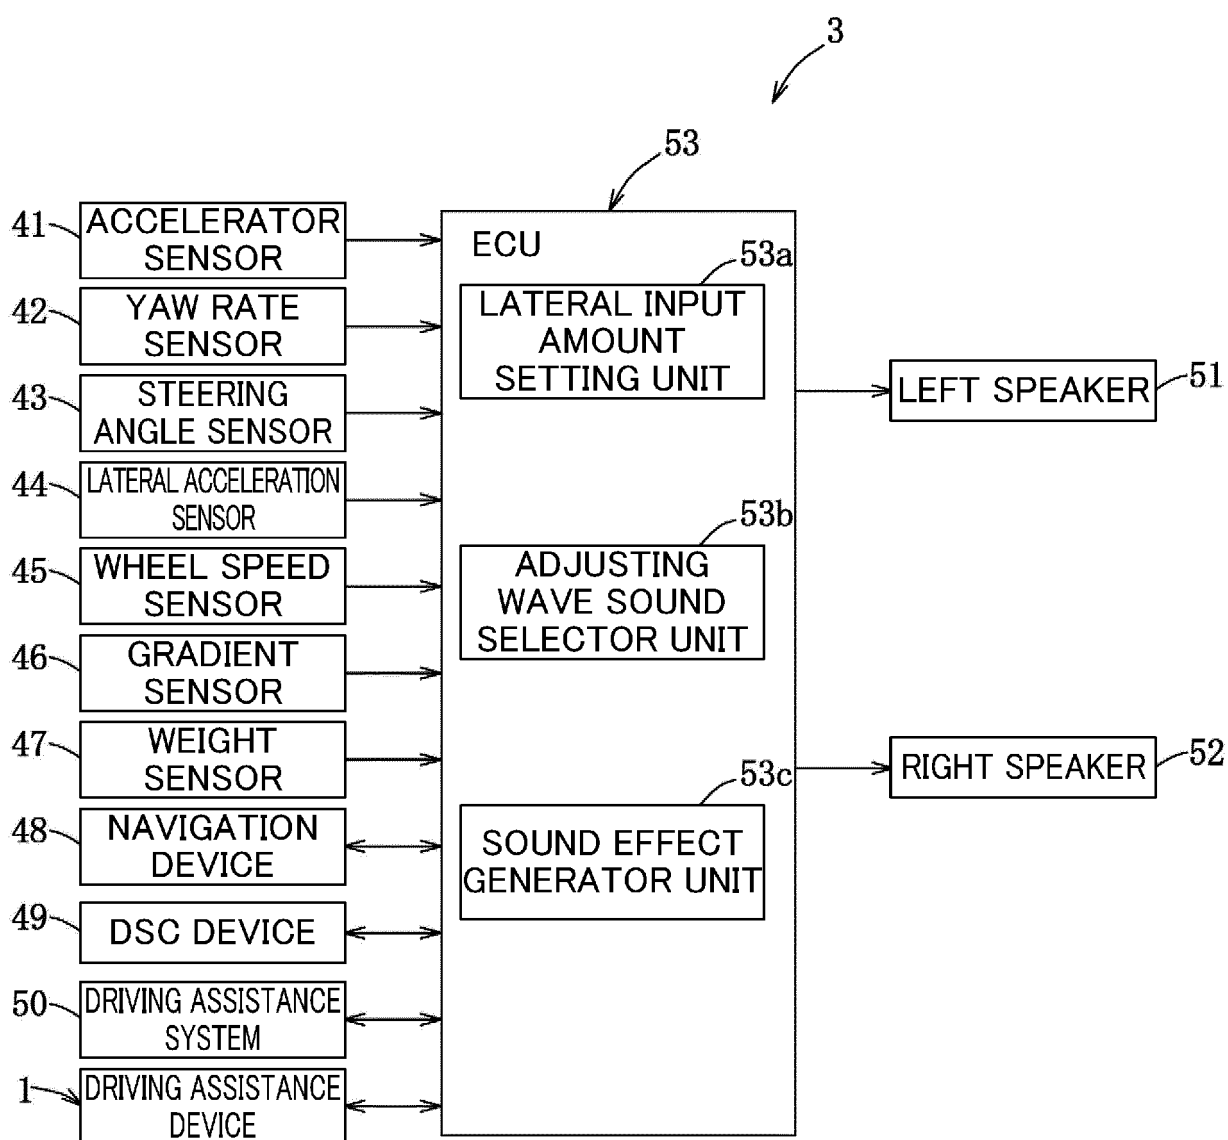 3
53
41
ACCELERATOR
SENSOR
42
YAW RATE
SENSOR
43
STEERING
ANGLE SENSOR
44
LATERAL ACCELERATION
SENSOR
45
WHEEL SPEED
SENSOR
46
GRADIENT
SENSOR
47
WEIGHT
SENSOR
48
NAVIGATION
DEVICE
49
DSC DEVICE
50
DRIVING ASSISTANCE
SYSTEM
1
DRIVING ASSISTANCE
DEVICE
ECU
53a
LATERAL INPUT
AMOUNT
SETTING UNIT
53b
ADJUSTING
WAVE SOUND
SELECTOR UNIT
53c
SOUND EFFECT
GENERATOR UNIT
LEFT SPEAKER
51
RIGHT SPEAKER
52